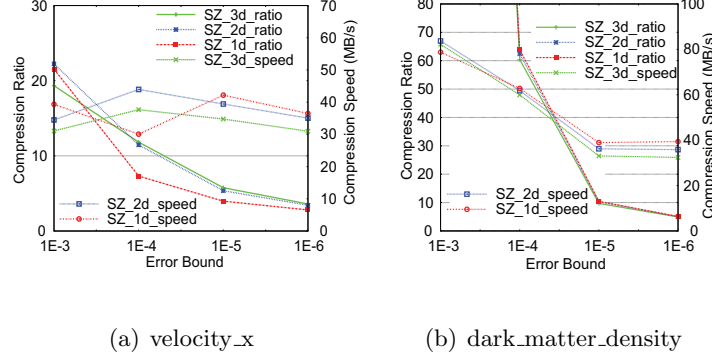 30
20
10
0
Compression Ratio
SZ_3d_ratio
SZ_2d_ratio
SZ_1d_ratio
SZ_3d_speed
SZ_2d_speed
SZ_1d_speed
70
60
50
40
30
20
10
0
Compression Speed (MB/s)
1E-3 1E-4 1E-5 1E-6
Error Bound
(a) velocity_x
80
70
60
50
40
30
20
10
0
Compression Ratio
SZ_3d_ratio
SZ_2d_ratio
SZ_1d_ratio
SZ_3d_speed
SZ_2d_speed
SZ_1d_speed
100
80
60
40
20
0
Compression Speed (MB/s)
1E-3 1E-4 1E-5 1E-6
Error Bound
(b) dark_matter_density